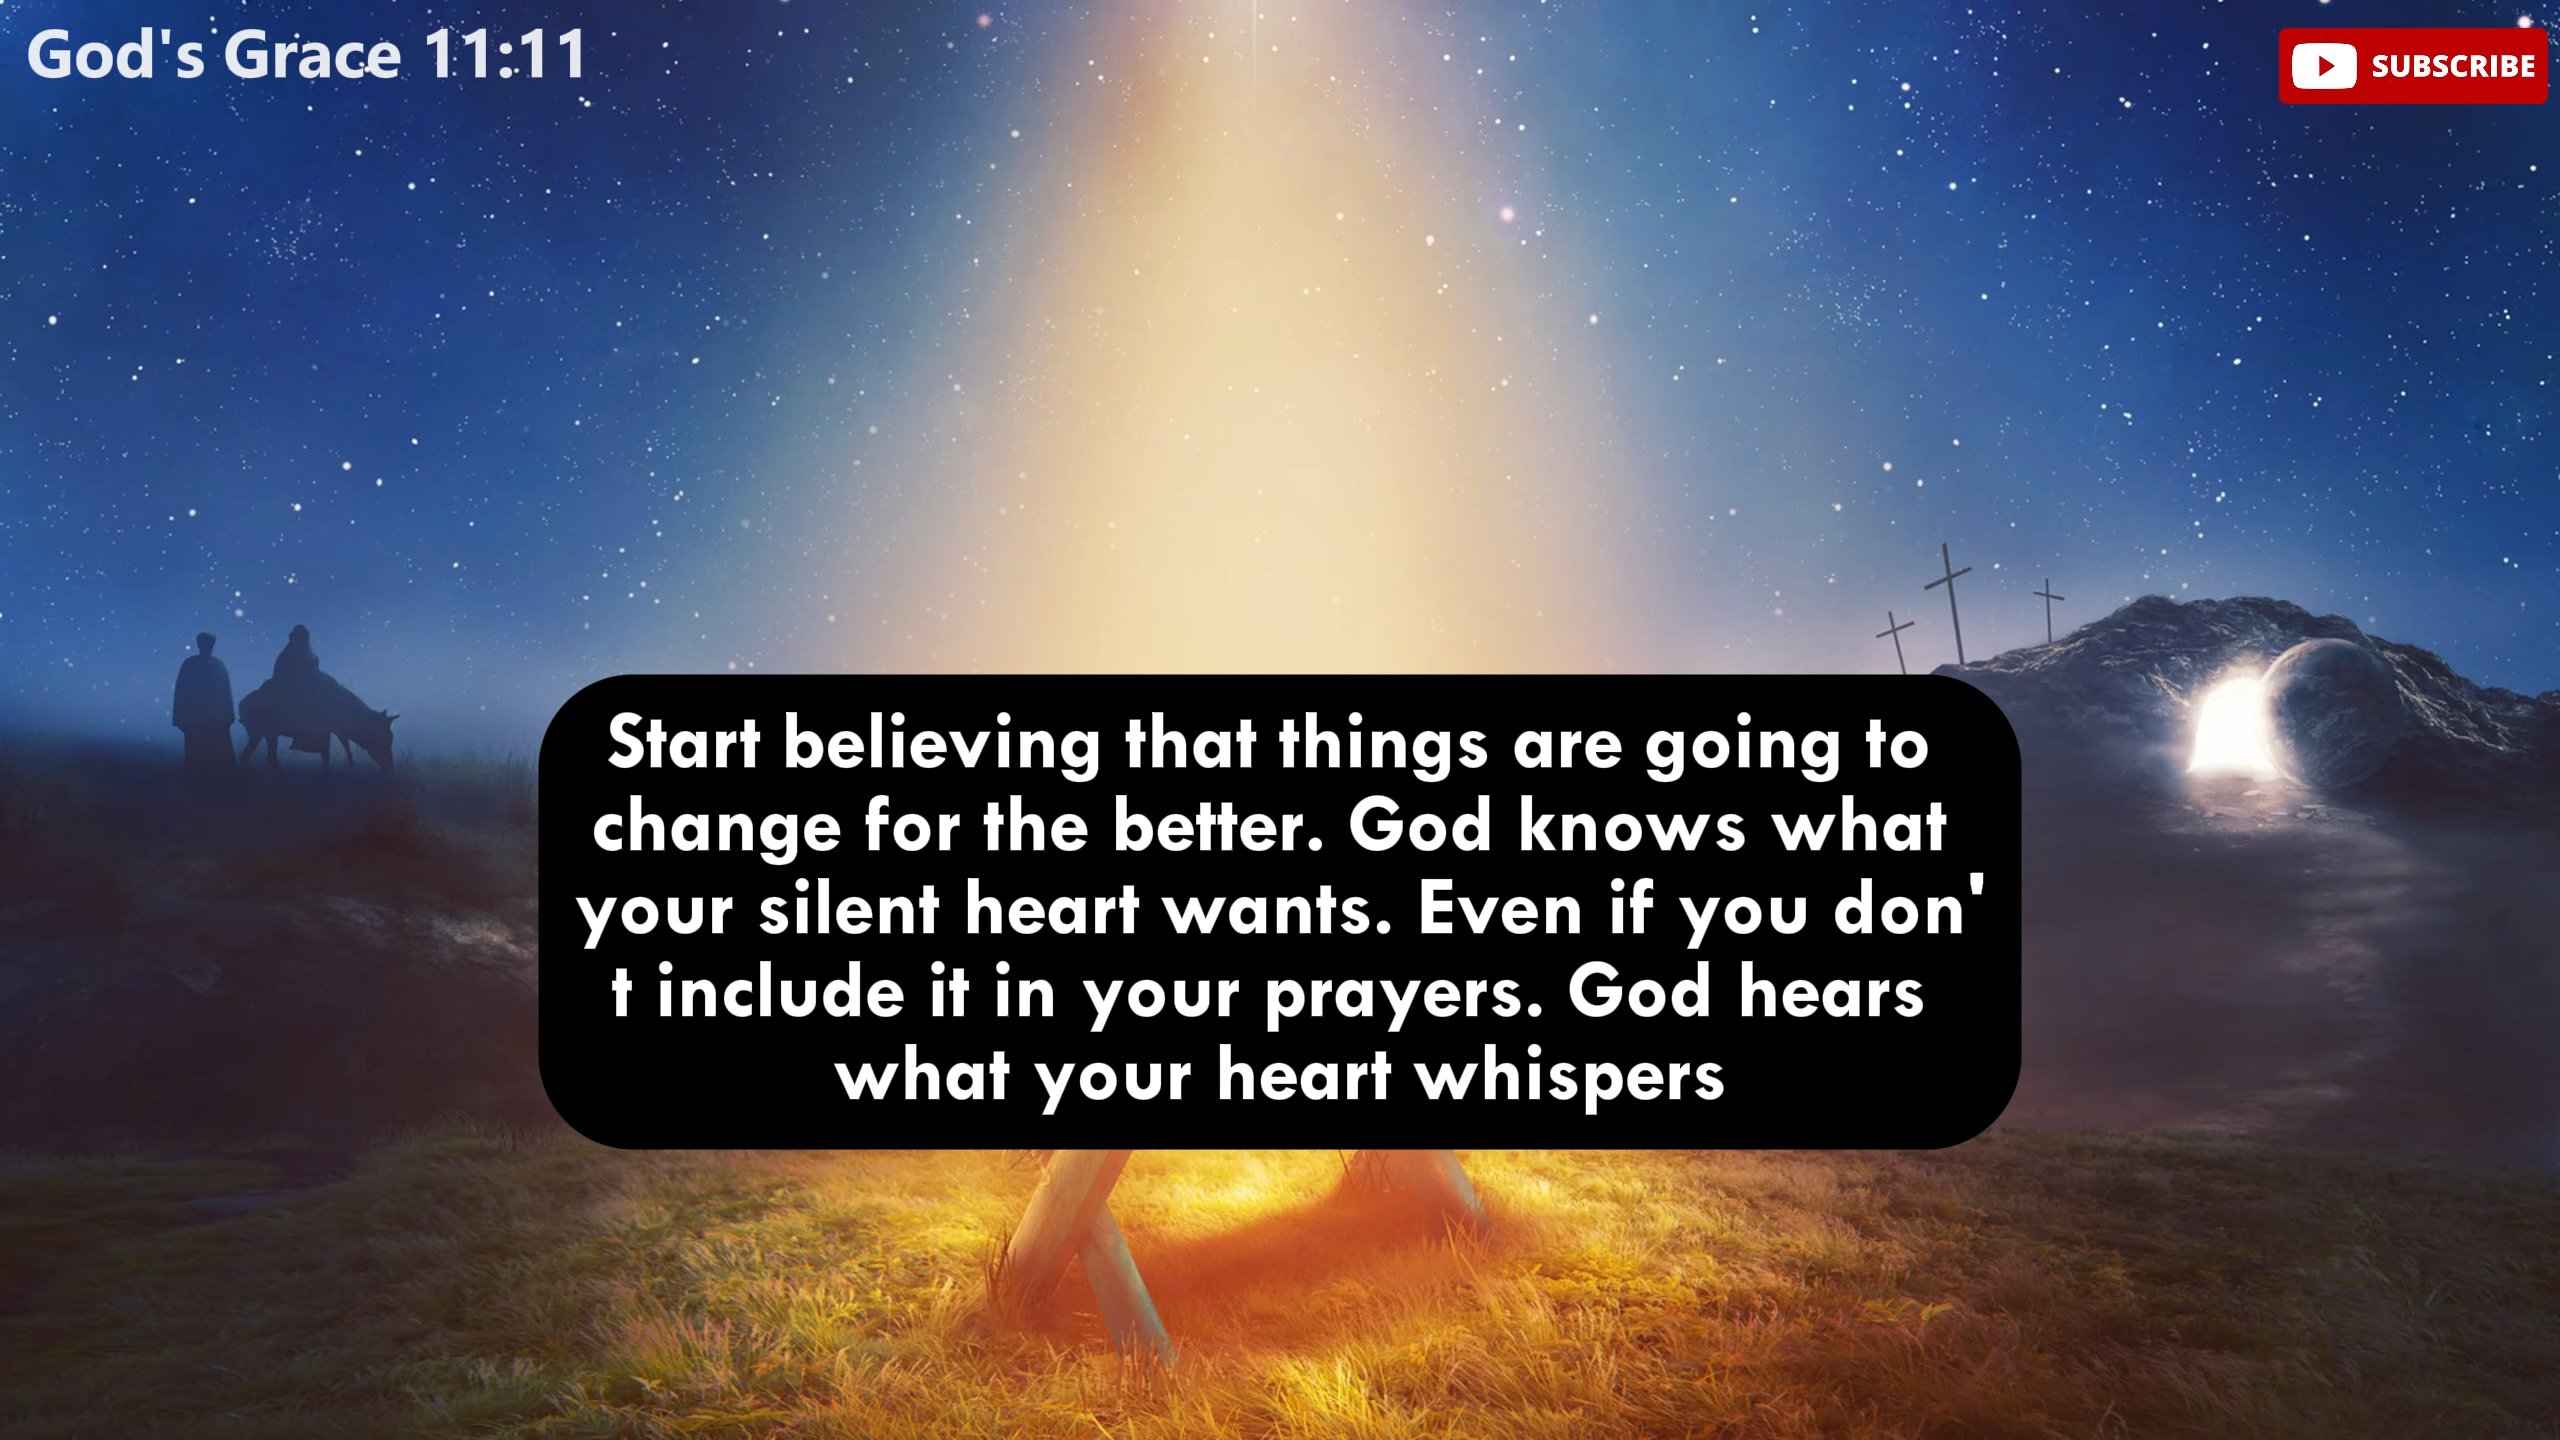 God's Grace 11:11
SUBSCRIBE
Start believing that things are going to
change for the better. God knows what
your silent heart wants. Even if you don'
t include it in your prayers. God hears
what your heart whispers